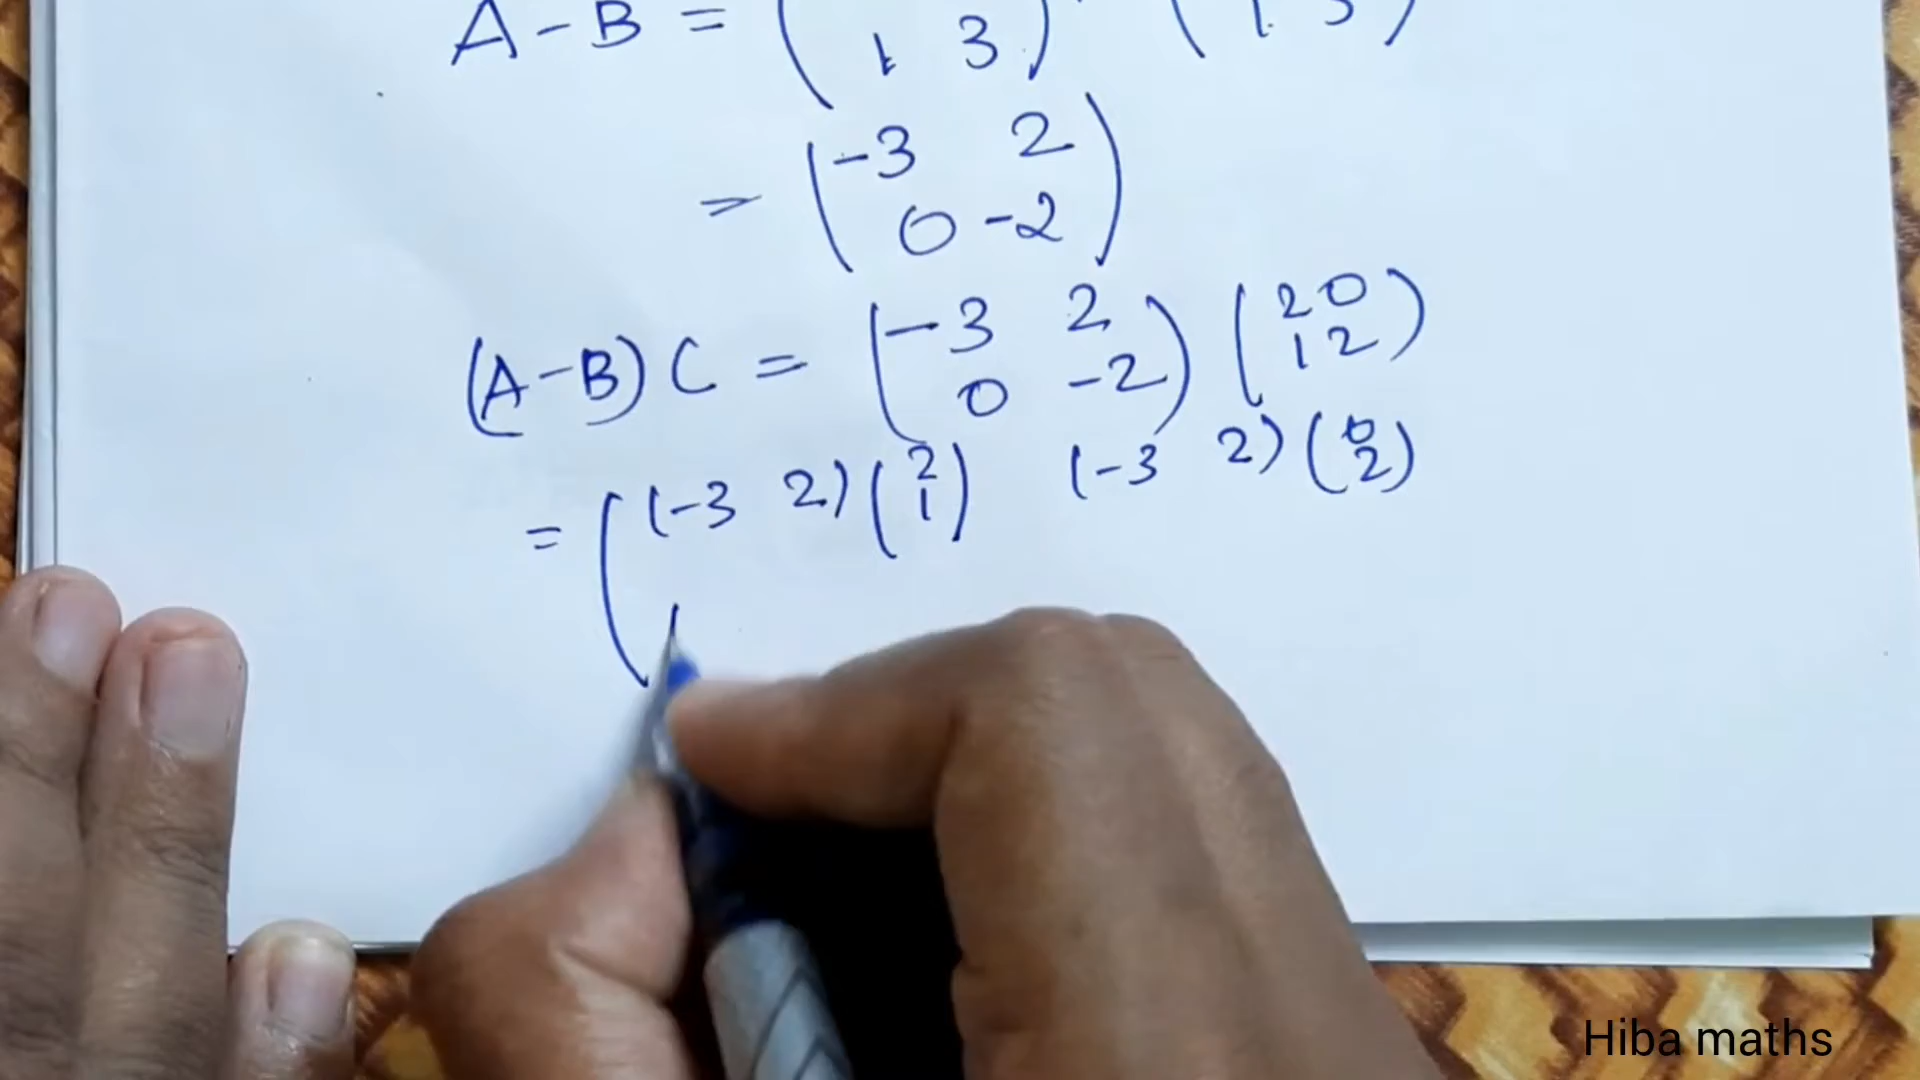 A - B = ( 1 3 ) ( 1 5 )
= ( -3 2
0 -2 )
(A-B) C = ( -3 2 ) ( 2 0 )
0 -2 1 2
= ( (-3 2) ( 2 1 ) (-3 2) ( 0 2 )
Hiba maths